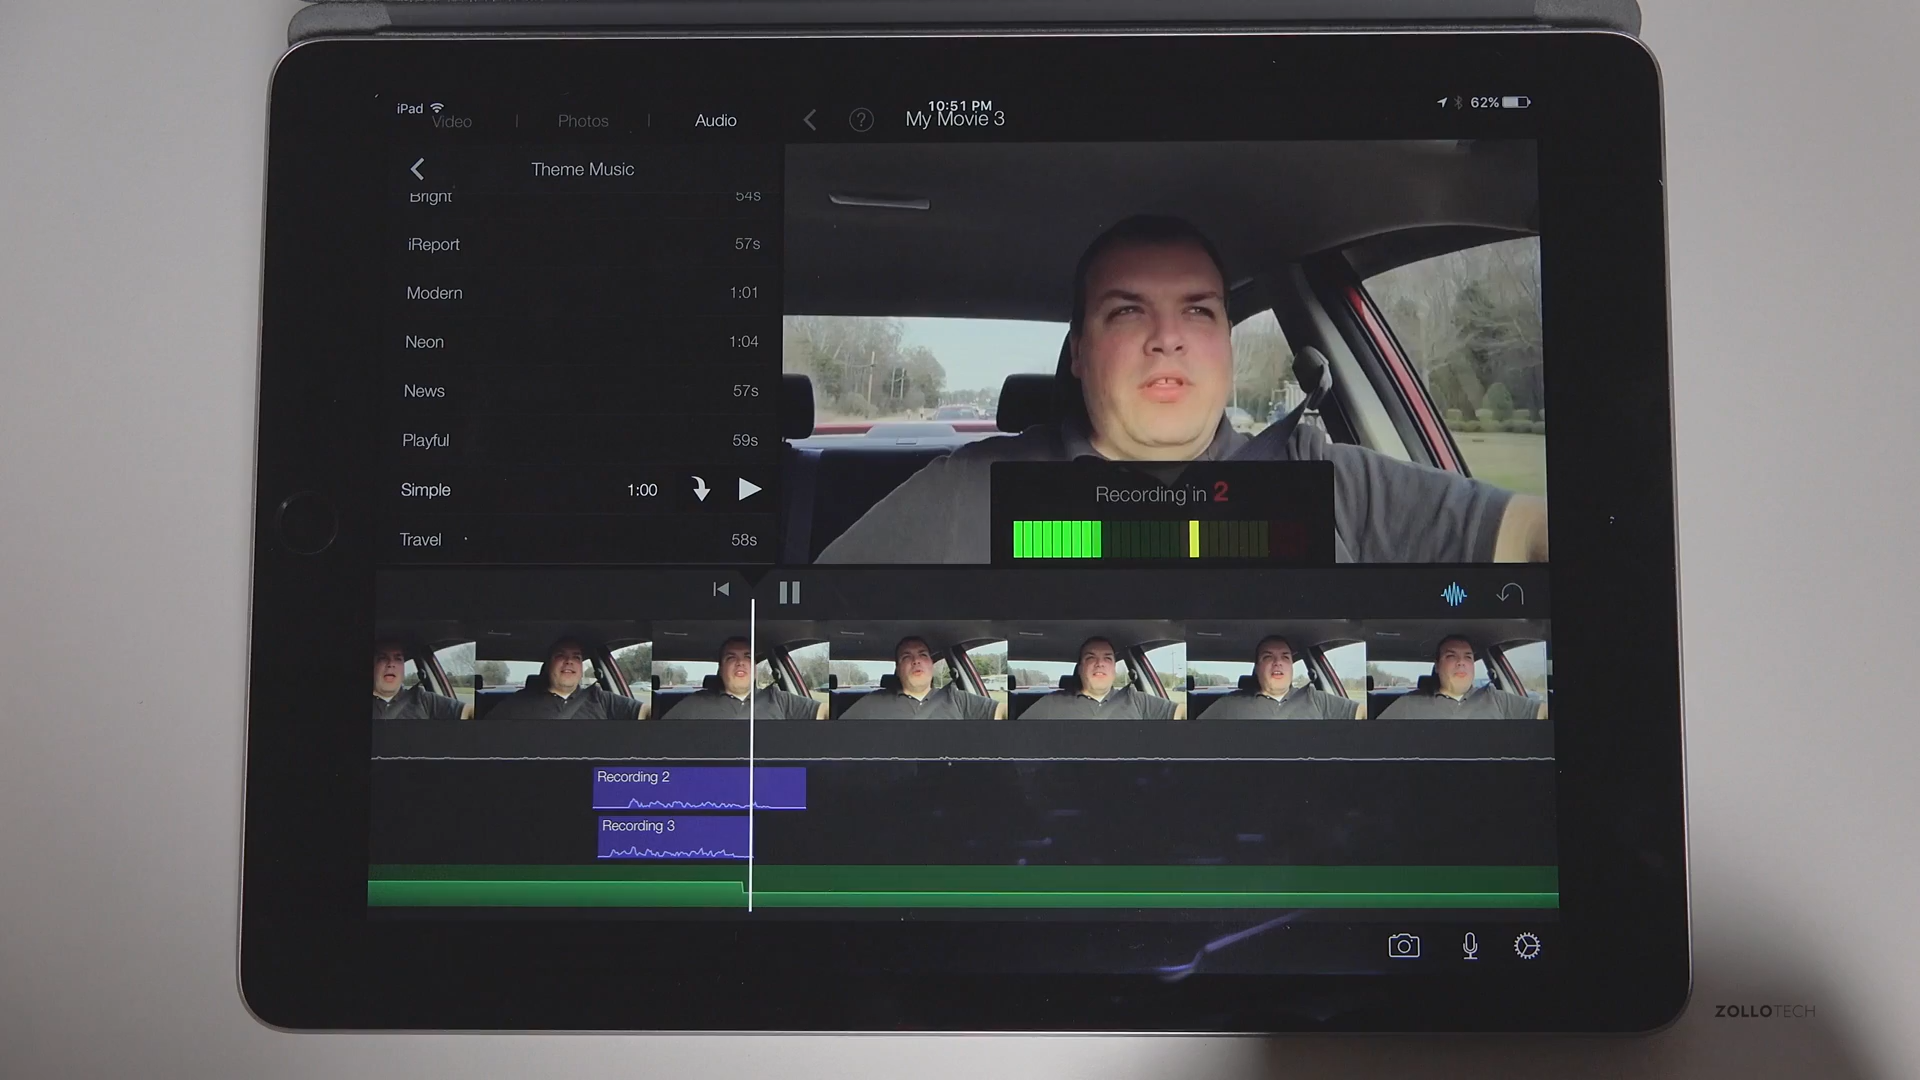 iPad
10:51 PM
62%
Video | Photos | Audio
?
My Movie 3
Theme Music
Bright 54s
iReport 57s
Modern 1:01
Neon 1:04
News 57s
Playful 59s
Simple 1:00
Travel 58s
Recording in 2
Recording 2
Recording 3
ZOLLOTECH